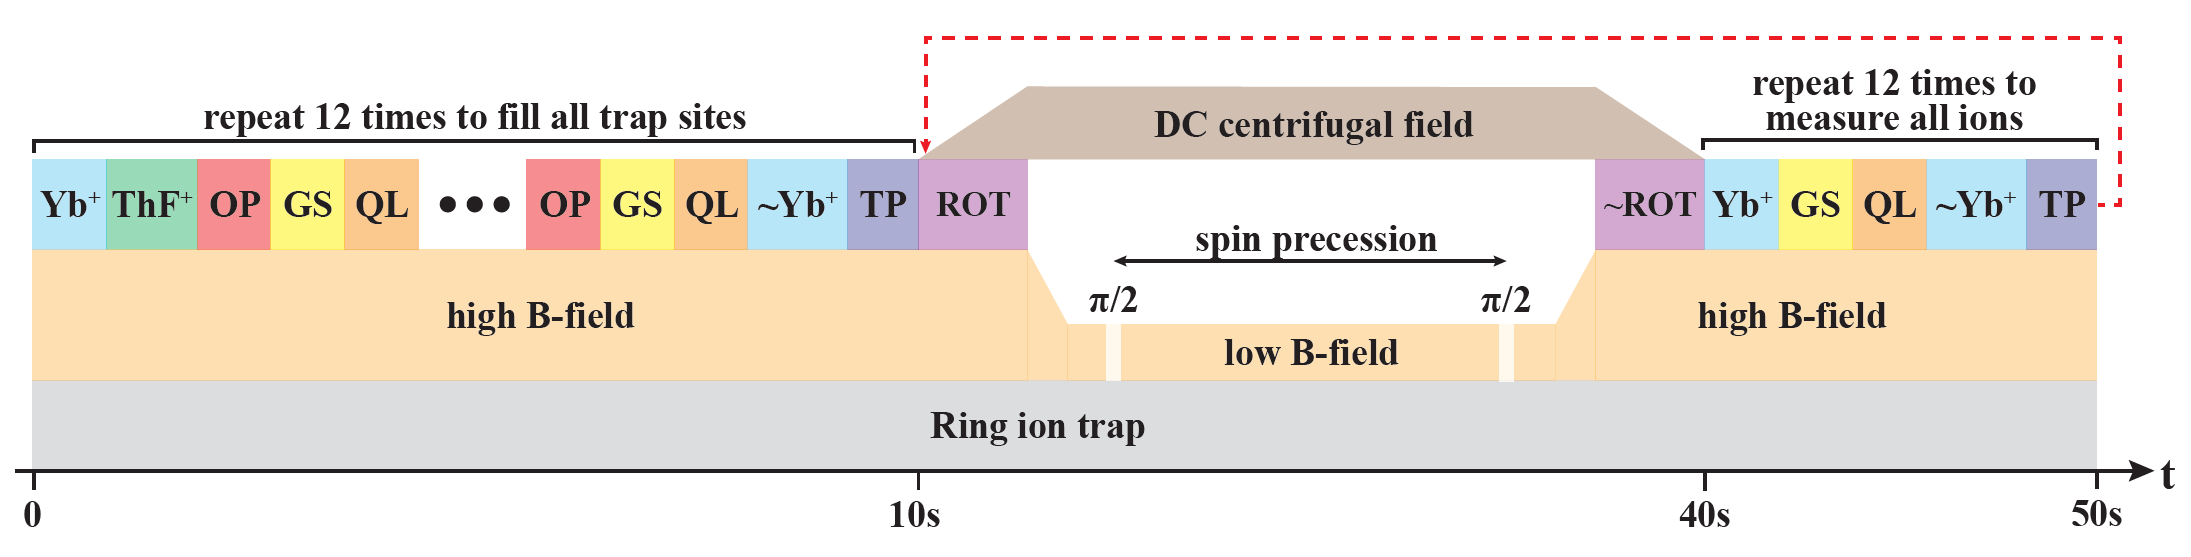 repeat 12 times to fill all trap sites
repeat 12 times to
measure all ions
DC centrifugal field
Yb⁺ ThF⁺ OP GS QL ••• OP GS QL ~Yb⁺ TP ROT ~ROT Yb⁺ GS QL ~Yb⁺ TP
spin precession
π/2 π/2
high B-field low B-field high B-field
Ring ion trap
t
0 10s 40s 50s